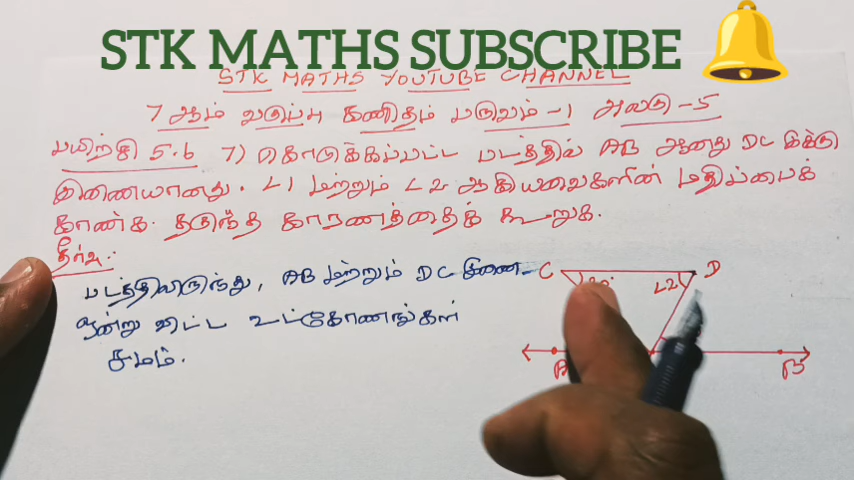 STK MATHS SUBSCRIBE
STK MATHS YOUTUBE CHANNEL
7 ஆம் வகுப்பு கணிதம் பருவம் -1 அலகு -5
பயிற்சி 5.6 7) கொடுக்கப்பட்ட படத்தில் AB ஆனது DC க்கு
இணையானது. ∠1 மற்றும் ∠2 ஆகியவைகளின் மதிப்பைக்
காண்க. தகுந்த காரணத்தைக் கூறுக.
தீர்வு:
படத்திலிருந்து, AB மற்றும் DC இணை.
ஒன்று விட்ட உட்கோணங்கள்
சமம்.
C ∠2 D
A B